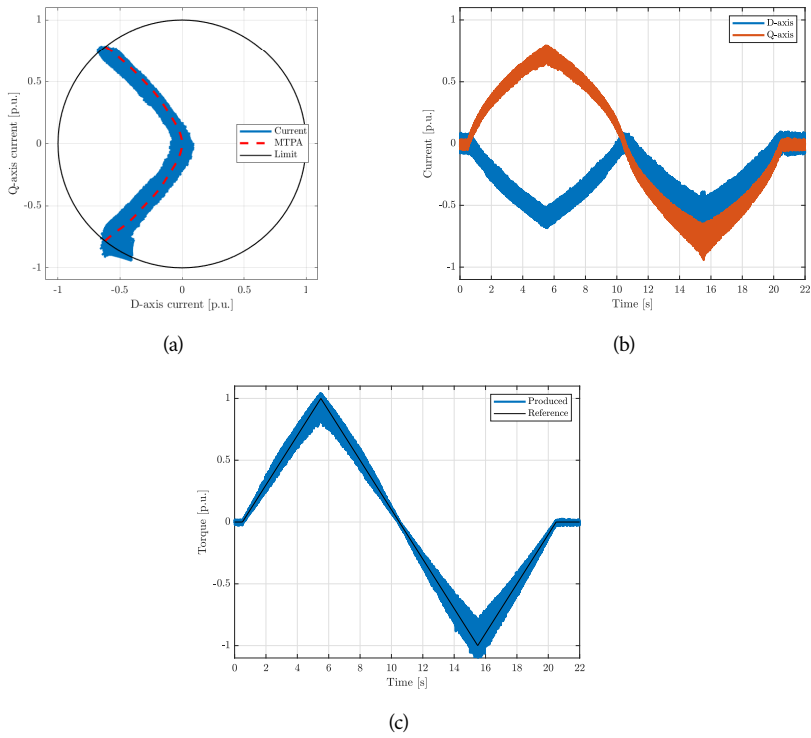 1
0.5
0
-0.5
-1
Q-axis current [p.u.]
Current
MTPA
Limit
-1
-0.5
0
0.5
1
D-axis current [p.u.]
(a)
1
0.5
0
-0.5
-1
Current [p.u.]
D-axis
Q-axis
0 2 4 6 8 10 12 14 16 18 20 22
Time [s]
(b)
1
0.5
0
-0.5
-1
Torque [p.u.]
Produced
Reference
0 2 4 6 8 10 12 14 16 18 20 22
Time [s]
(c)